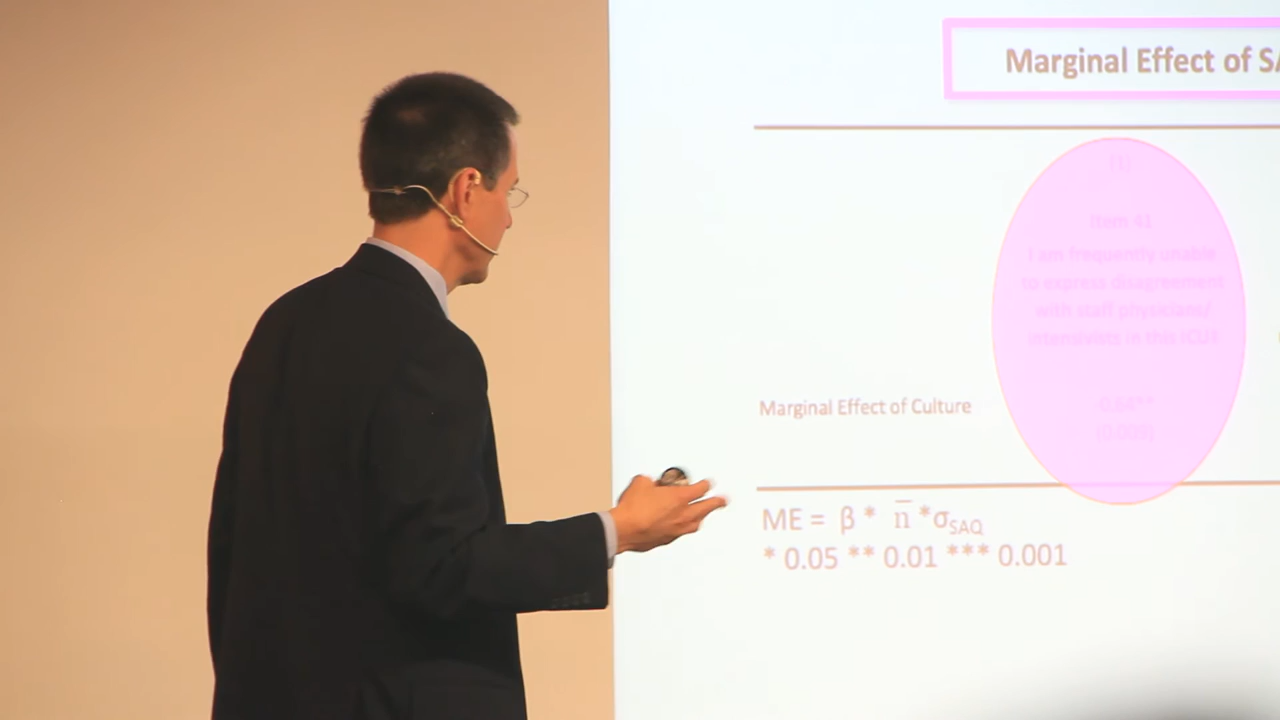 Marginal Effect of SA
(1)
Item 41
I am frequently unable
to express disagreement
with staff physicians/
intensivists in this ICU?
Marginal Effect of Culture
ME = β * n̅ *σSAQ
* 0.05 ** 0.01 *** 0.001